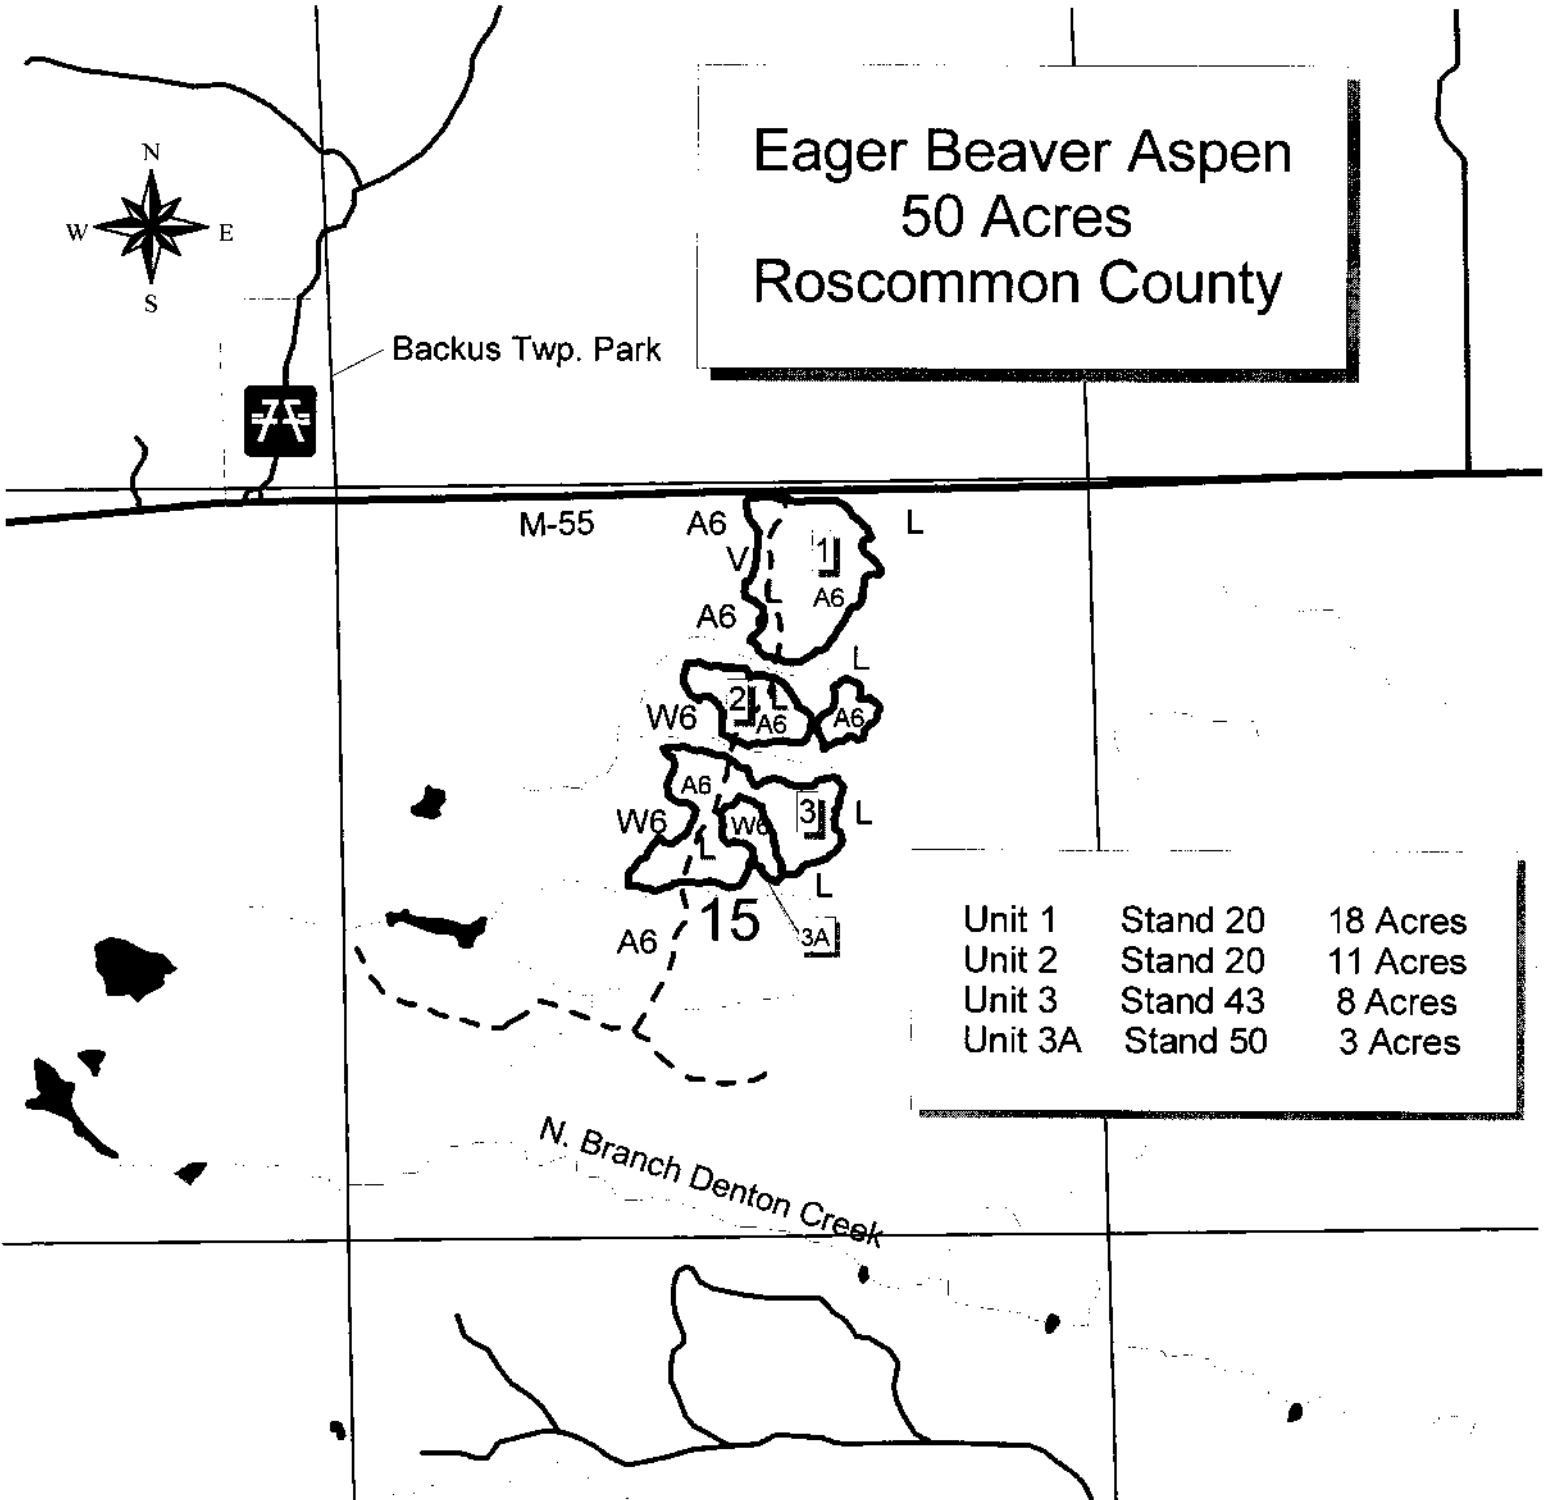 Eager Beaver Aspen
50 Acres
Roscommon County
N
W E
S
Backus Twp. Park
M-55
A6
L
V
1
L
A6
A6
L
2
L
W6
A6
A6
A6
W6
W6
3
L
L
L
15
A6
3A
Unit 1 Stand 20 18 Acres
Unit 2 Stand 20 11 Acres
Unit 3 Stand 43 8 Acres
Unit 3A Stand 50 3 Acres
N. Branch Denton Creek